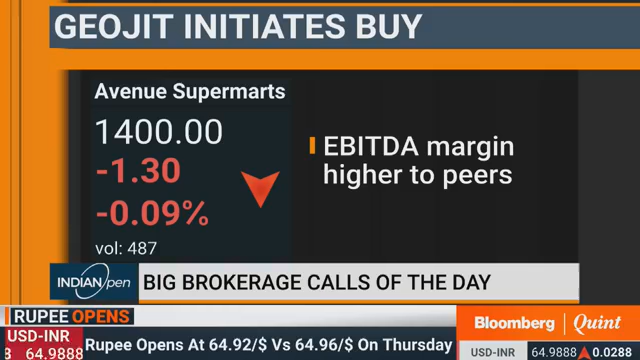 GEOJIT INITIATES BUY
Avenue Supermarts
1400.00
-1.30
-0.09%
vol: 487
EBITDA margin
higher to peers
INDIAN open
BIG BROKERAGE CALLS OF THE DAY
RUPEE OPENS
Bloomberg | Quint
USD-INR
64.9888
Rupee Opens At 64.92/$ Vs 64.96/$ On Thursday
USD-INR 64.9888 0.0288